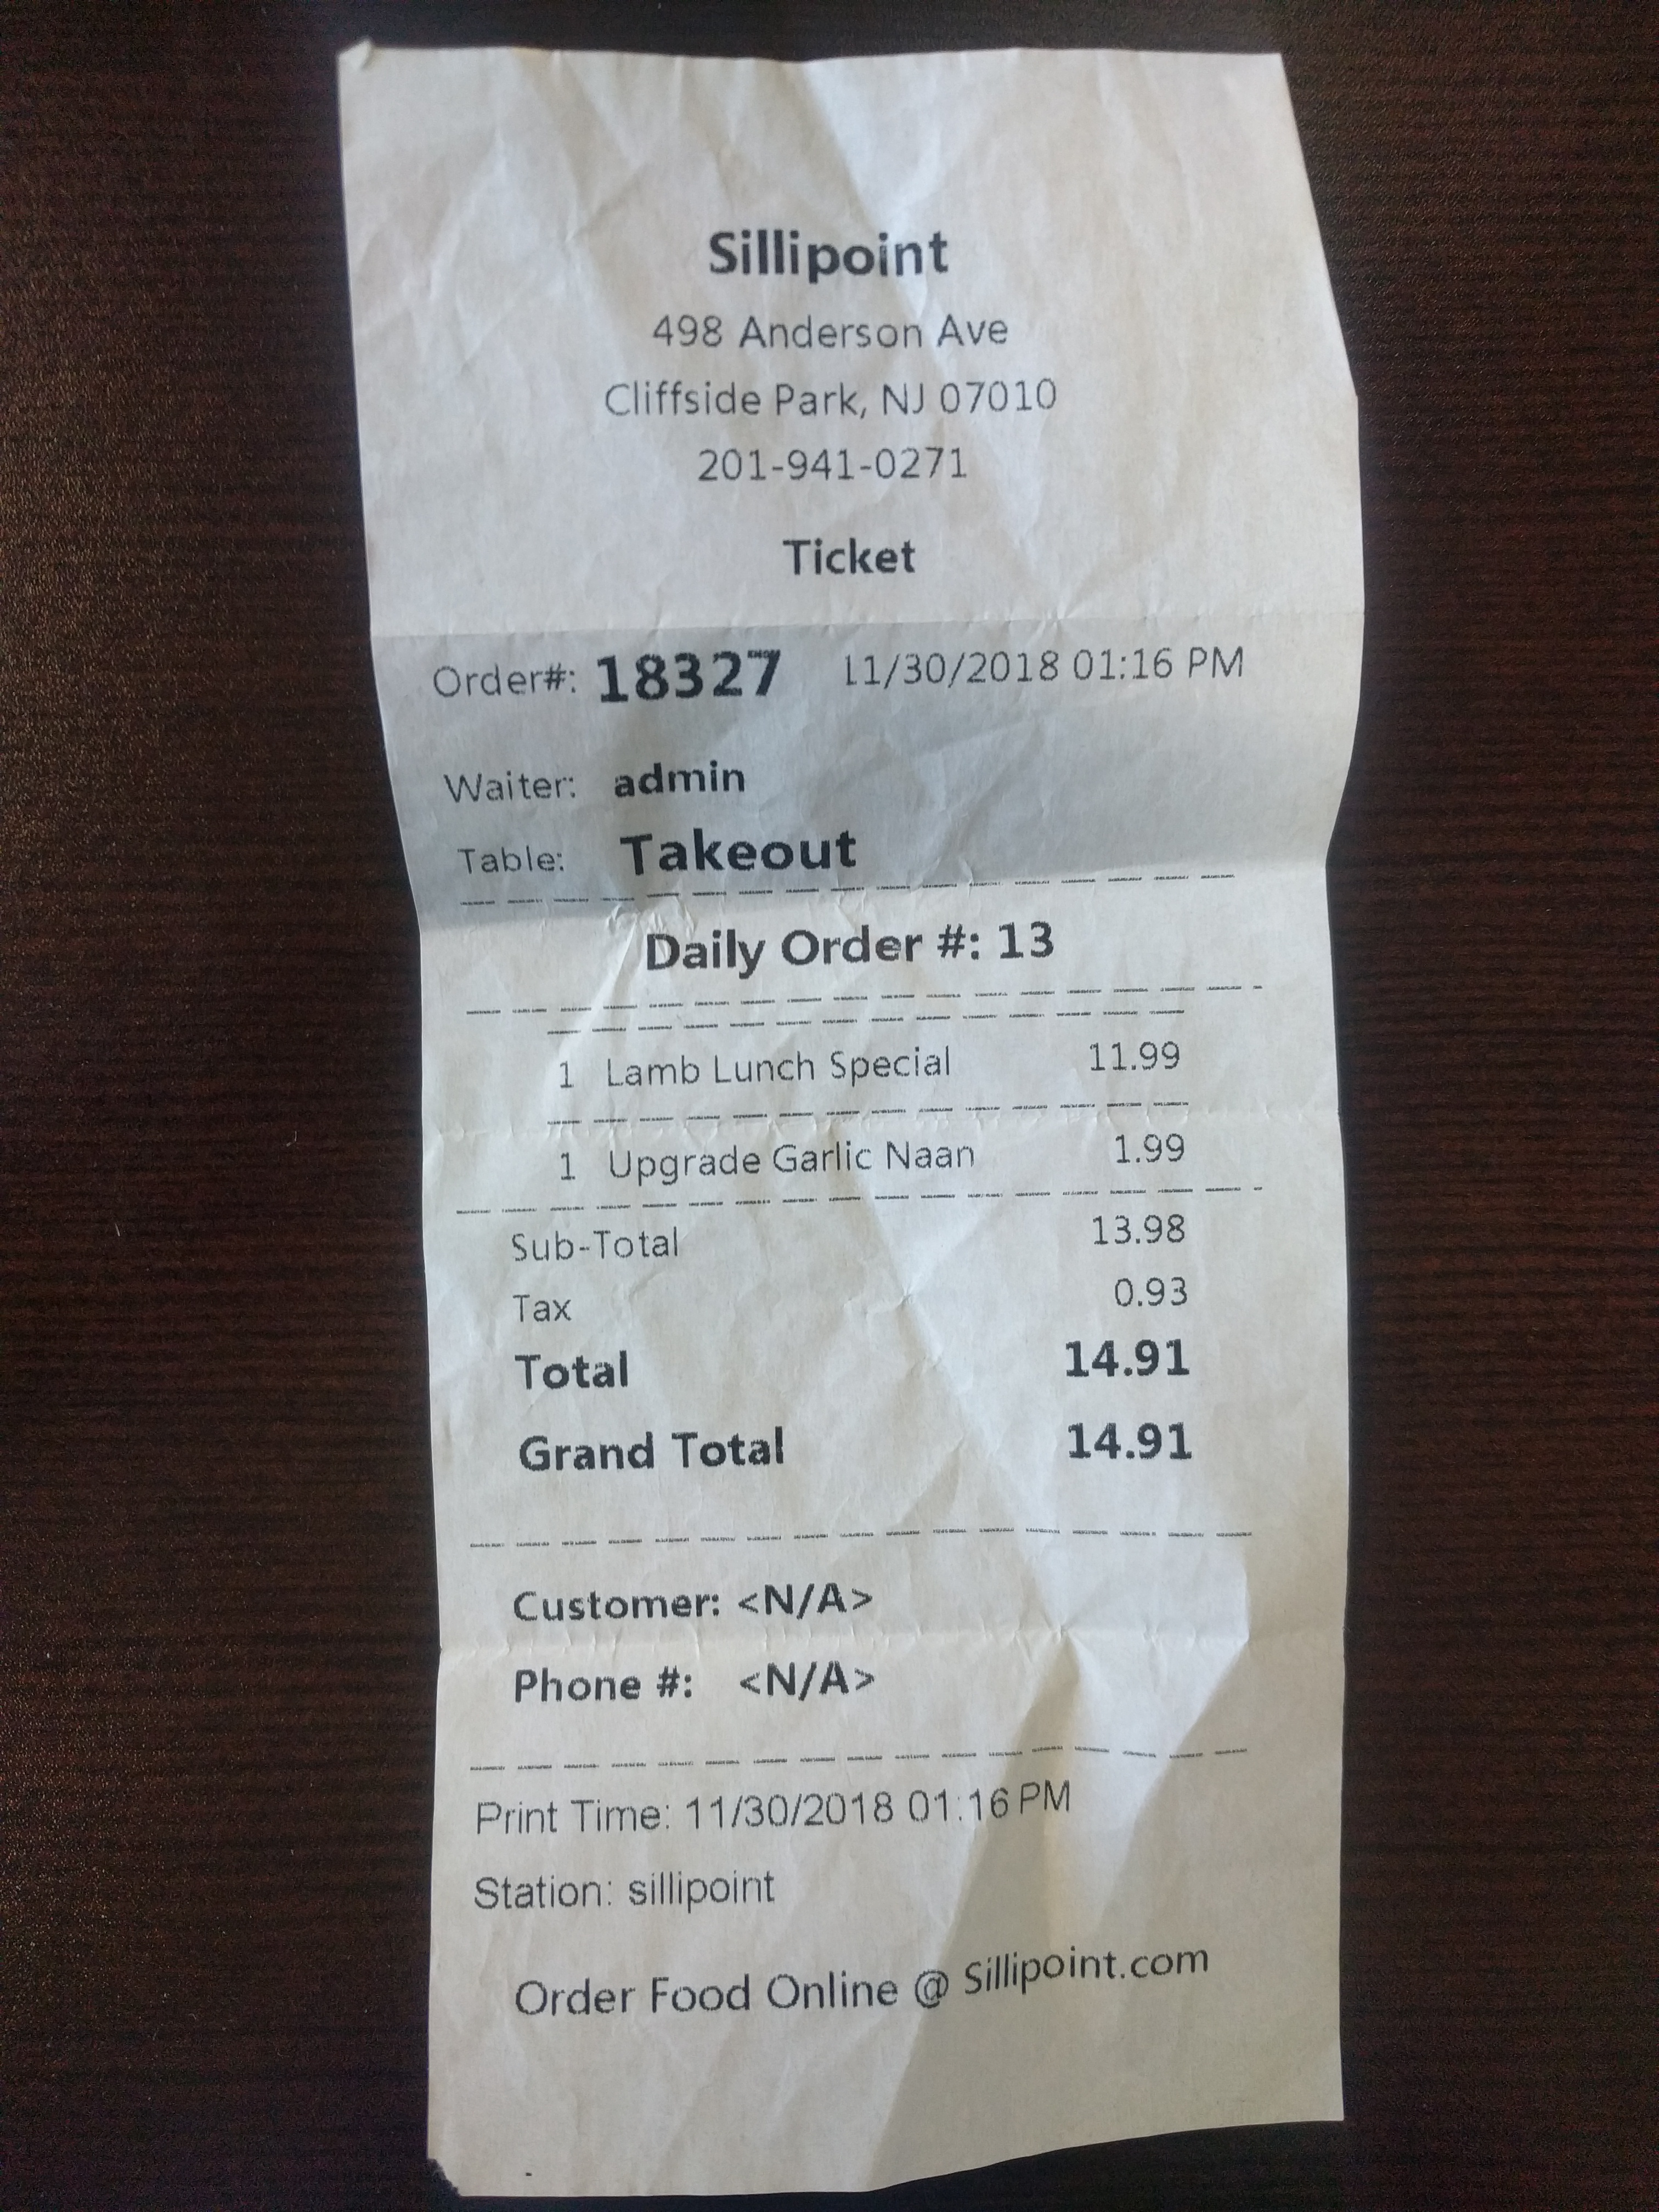 Sillipoint
498 Anderson Ave
Cliffside Park, NJ 07010
201-941-0271
Ticket
Order#: 18327 11/30/2018 01:16 PM
Waiter: admin
Table: Takeout
Daily Order #: 13
1 Lamb Lunch Special 11.99
1 Upgrade Garlic Naan 1.99
Sub-Total 13.98
Tax 0.93
Total 14.91
Grand Total 14.91
Customer: <N/A>
Phone #: <N/A>
Print Time: 11/30/2018 01:16 PM
Station: sillipoint
Order Food Online @ Sillipoint.com